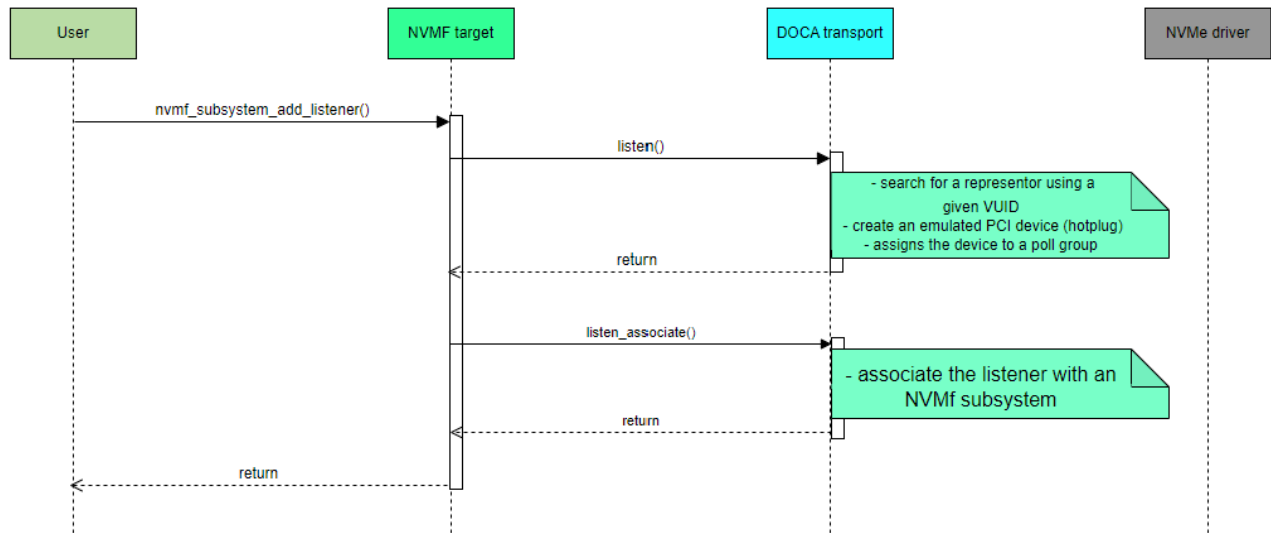 User
NVMF target
DOCA transport
NVMe driver
nvmf_subsystem_add_listener()
listen()
- search for a representor using a
given VUID
- create an emulated PCI device (hotplug)
- assigns the device to a poll group
return
listen_associate()
- associate the listener with an
NVMf subsystem
return
return